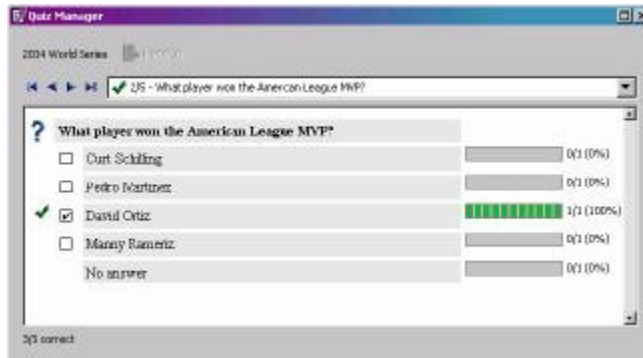 Quiz Manager
2004 World Series
2/5 - What player won the Amercan League MVP?
What player won the American League MVP?
Curt Schilling 0/1 (0%)
Pedro Martinez 0/1 (0%)
David Ortiz 1/1 (100%)
Manny Rameriz 0/1 (0%)
No answer 0/1 (0%)
3/5 correct